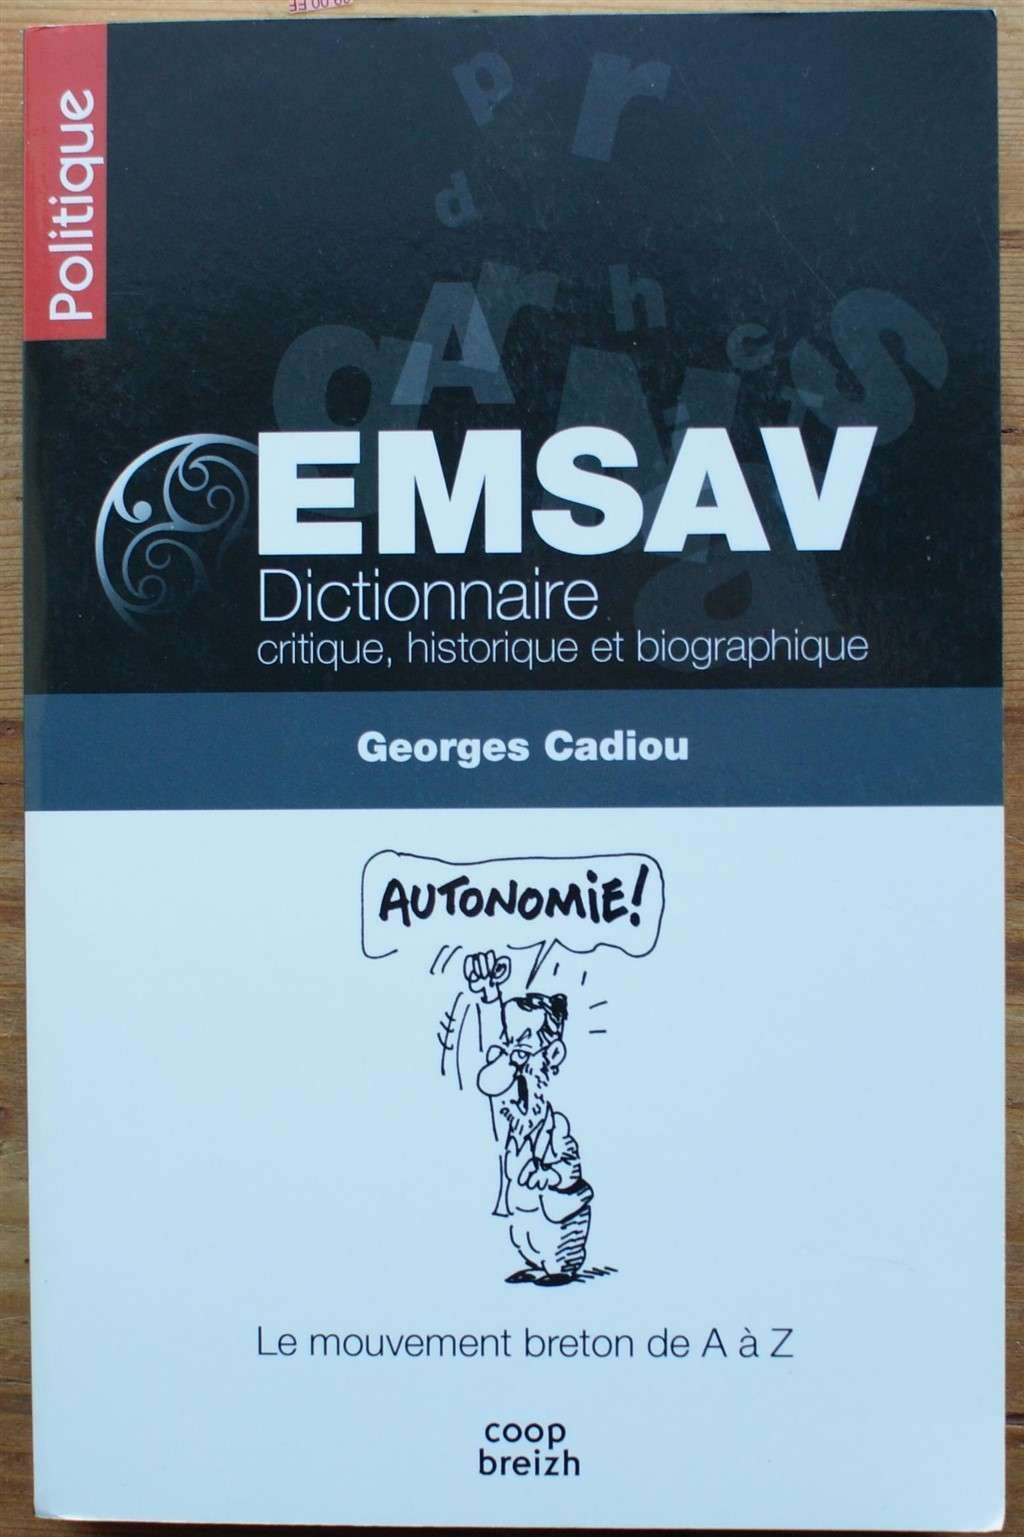 Politique
EMSAV
Dictionnaire
critique, historique et biographique
Georges Cadiou
AUTONOMiE!
Le mouvement breton de A à Z
coop
breizh